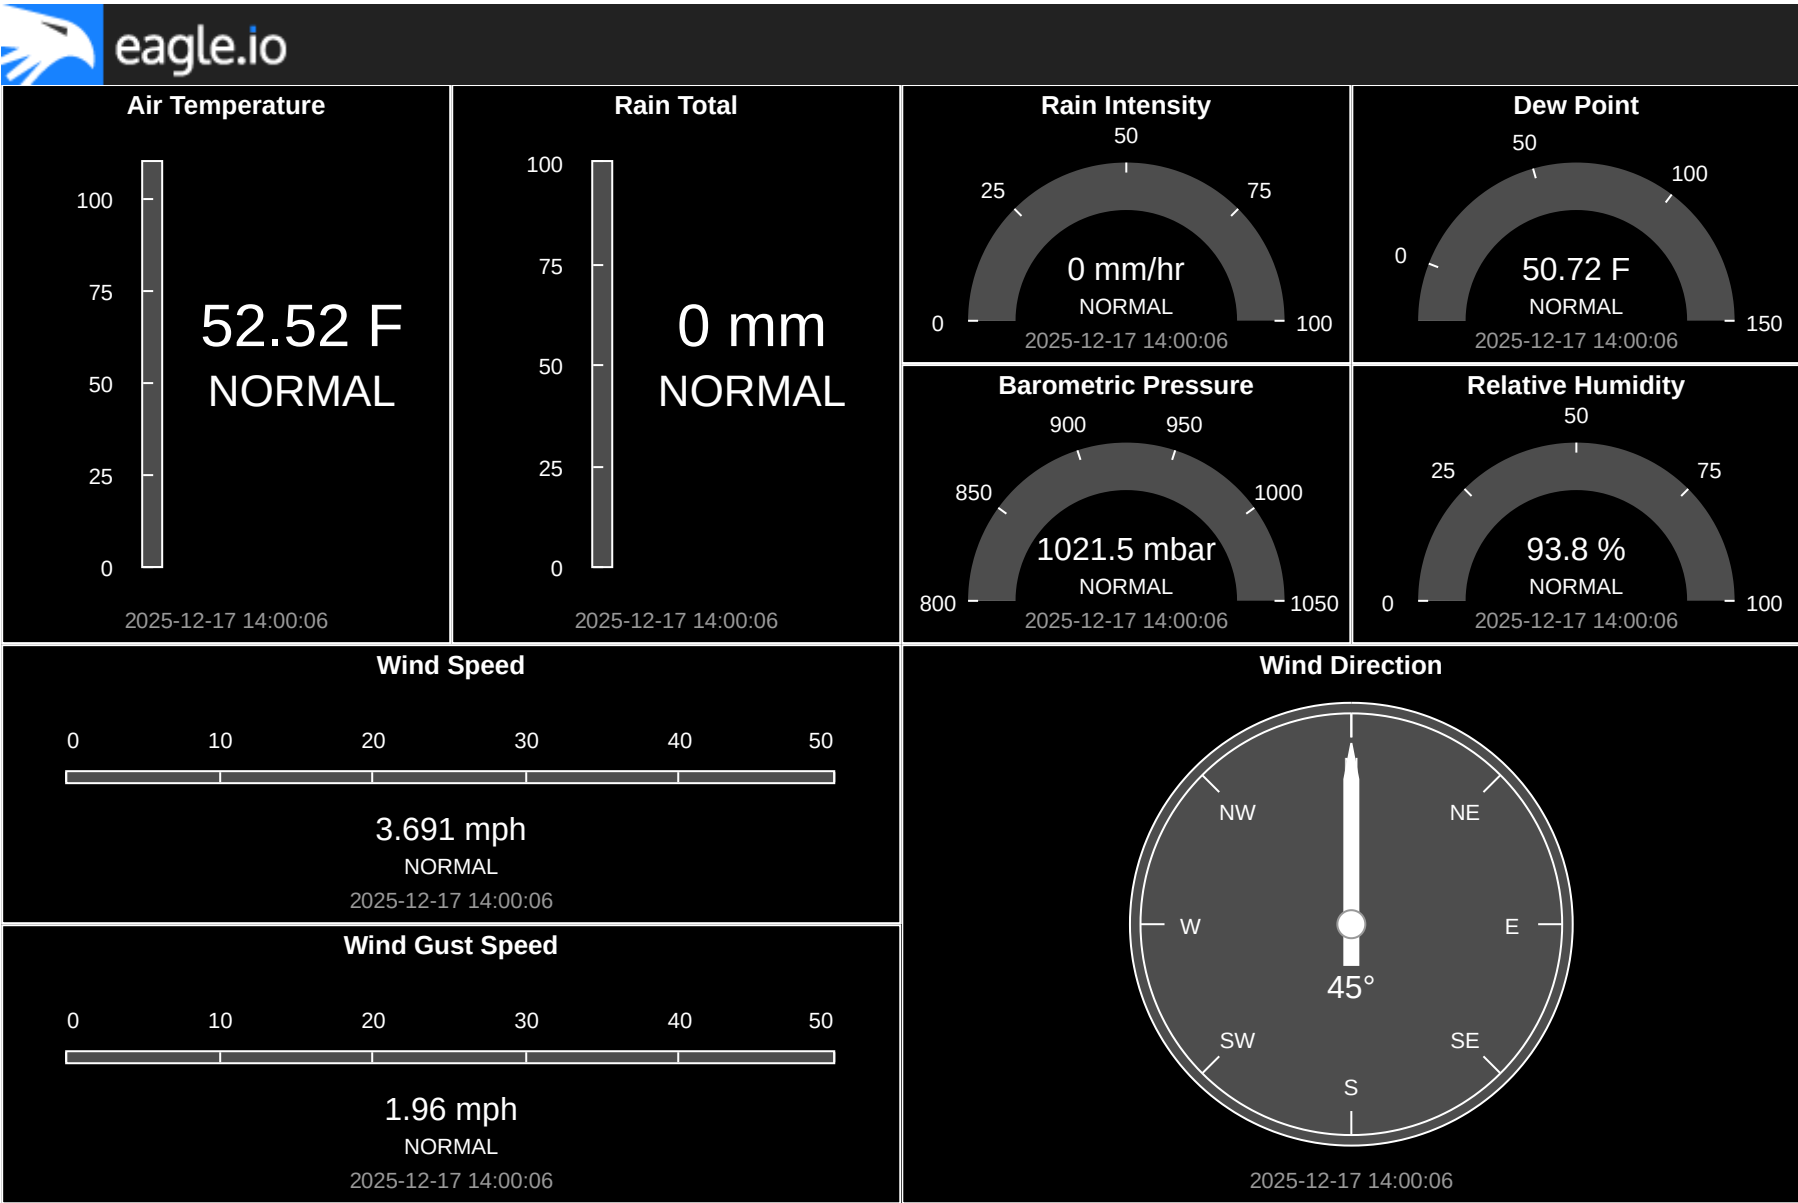 eagle.io
Air Temperature
100
75
50
25
0
52.52 F
NORMAL
2025-12-17 14:00:06
Rain Total
100
75
50
25
0
0 mm
NORMAL
2025-12-17 14:00:06
Rain Intensity
0
25
50
75
100
0 mm/hr
NORMAL
2025-12-17 14:00:06
Dew Point
0
50
100
150
50.72 F
NORMAL
2025-12-17 14:00:06
Barometric Pressure
800
850
900
950
1000
1050
1021.5 mbar
NORMAL
2025-12-17 14:00:06
Relative Humidity
0
25
50
75
100
93.8 %
NORMAL
2025-12-17 14:00:06
Wind Speed
0 10 20 30 40 50
3.691 mph
NORMAL
2025-12-17 14:00:06
Wind Gust Speed
0 10 20 30 40 50
1.96 mph
NORMAL
2025-12-17 14:00:06
Wind Direction
NW NE
W E
45°
SW SE
S
2025-12-17 14:00:06